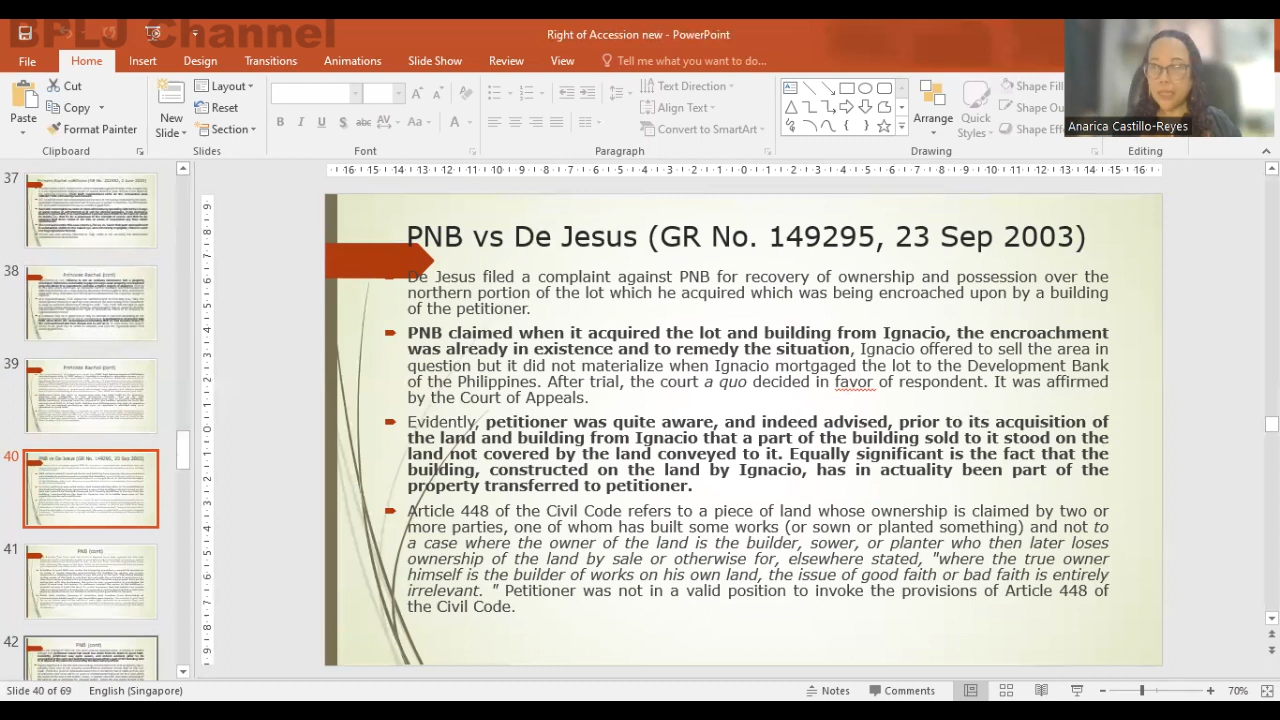 BPLJ Channel
Right of Accession new - PowerPoint
File Home Insert Design Transitions Animations Slide Show Review View Tell me what you want to do...
Paste
Cut
Copy
Format Painter
New Slide
Layout
Reset
Section
Text Direction
Align Text
Convert to SmartArt
Arrange
Quick Styles
Shape Fill
Shape Ou
Shape Effe
Anarica Castillo-Reyes
Clipboard Slides Font Paragraph Drawing Editing
37
38
39
40
41
42
PNB vs De Jesus (GR No. 149295, 23 Sep 2003)
De Jesus filed a complaint against PNB for recovery of ownership and possession over the
northern portion of the lot which he acquired which was being encroached upon by a building
of the petitioner.
PNB claimed when it acquired the lot and building from Ignacio, the encroachment
was already in existence and to remedy the situation, Ignacio offered to sell the area in
question but it did not materialize when Ignacio mortgaged the lot to the Development Bank
of the Philippines. After trial, the court a quo decided in favor of respondent. It was affirmed
by the Court of Appeals.
Evidently, petitioner was quite aware, and indeed advised, prior to its acquisition of
the land and building from Ignacio that a part of the building sold to it stood on the
land not covered by the land conveyed to it. Equally significant is the fact that the
building, constructed on the land by Ignacio, has in actuality been part of the
property transferred to petitioner.
Article 448 of the Civil Code refers to a piece of land whose ownership is claimed by two or
more parties, one of whom has built some works (or sown or planted something) and not to
a case where the owner of the land is the builder, sower, or planter who then later loses
ownership of the land by sale or otherwise for, elsewhere stated, "where the true owner
himself is the builder of works on his own land, the issue of good faith or bad faith is entirely
irrelevant." Petitioner was not in a valid position to invoke the provisions of Article 448 of
the Civil Code.
Slide 40 of 69 English (Singapore) Notes Comments 70%